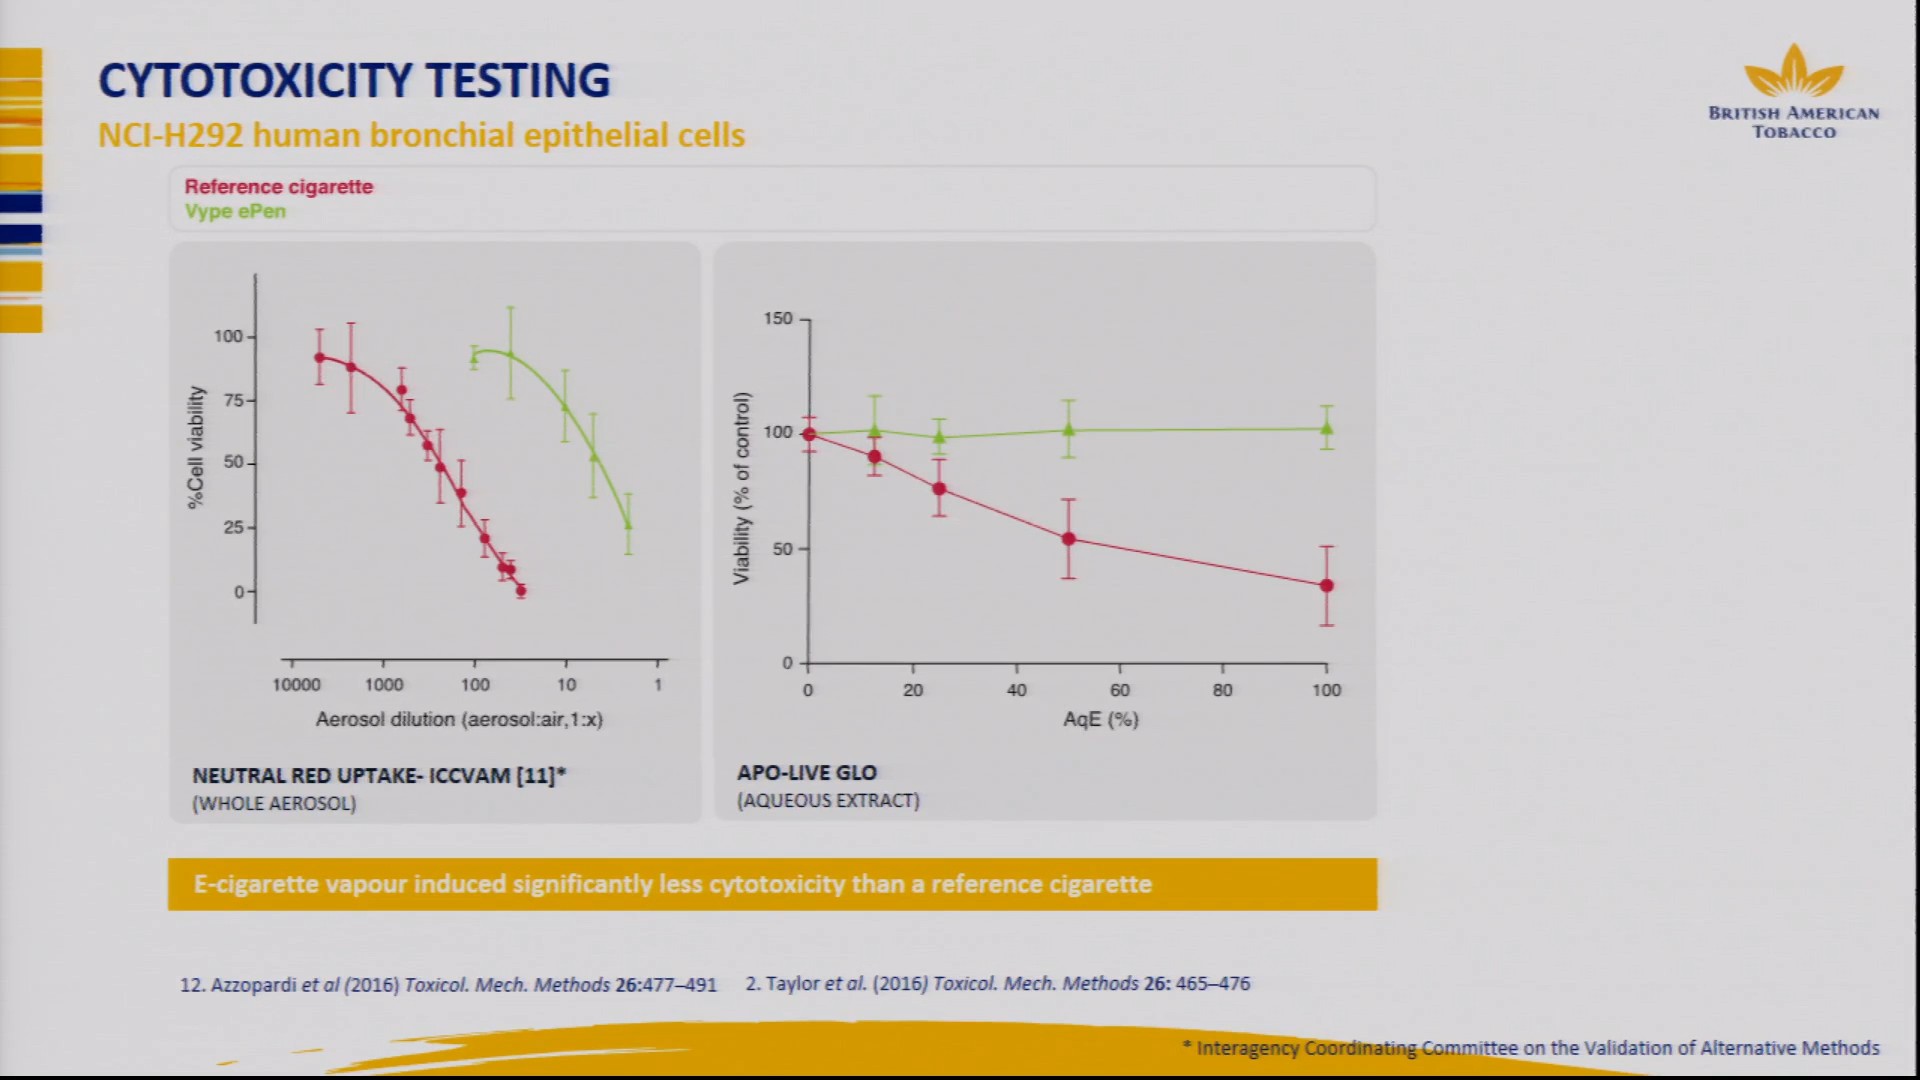 CYTOTOXICITY TESTING
NCI-H292 human bronchial epithelial cells
BRITISH AMERICAN
TOBACCO
Reference cigarette
Vype ePen
%Cell viability
100
75
50
25
0
10000 1000 100 10 1
Aerosol dilution (aerosol:air,1:x)
NEUTRAL RED UPTAKE- ICCVAM [11]*
(WHOLE AEROSOL)
Viability (% of control)
150
100
50
0
0 20 40 60 80 100
AqE (%)
APO-LIVE GLO
(AQUEOUS EXTRACT)
E-cigarette vapour induced significantly less cytotoxicity than a reference cigarette
12. Azzopardi et al (2016) Toxicol. Mech. Methods 26:477–491 2. Taylor et al. (2016) Toxicol. Mech. Methods 26: 465–476
* Interagency Coordinating Committee on the Validation of Alternative Methods